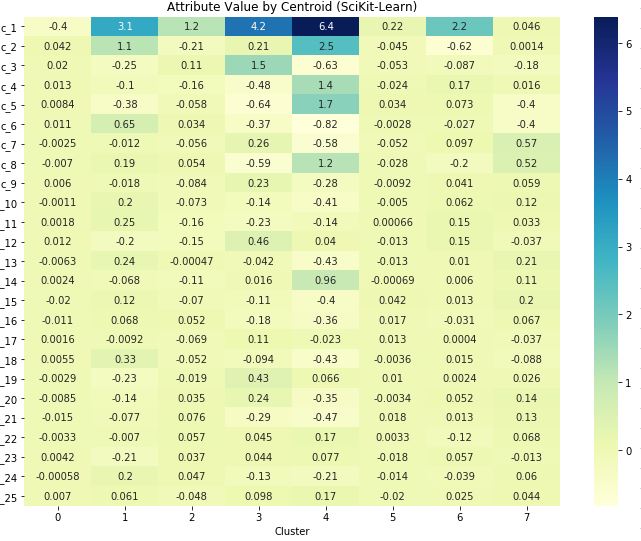 Attribute Value by Centroid (SciKit-Learn)
c_1 -0.4 3.1 1.2 4.2 6.4 0.22 2.2 0.046
c_2 0.042 1.1 -0.21 0.21 2.5 -0.045 -0.62 0.0014
c_3 0.02 -0.25 0.11 1.5 -0.63 -0.053 -0.087 -0.18
c_4 0.013 -0.1 -0.16 -0.48 1.4 -0.024 0.17 0.016
c_5 0.0084 -0.38 -0.058 -0.64 1.7 0.034 0.073 -0.4
c_6 0.011 0.65 0.034 -0.37 -0.82 -0.0028 -0.027 -0.4
c_7 -0.0025 -0.012 -0.056 0.26 -0.58 -0.052 0.097 0.57
c_8 -0.007 0.19 0.054 -0.59 1.2 -0.028 -0.2 0.52
c_9 0.006 -0.018 -0.084 0.23 -0.28 -0.0092 0.041 0.059
_10 -0.0011 0.2 -0.073 -0.14 -0.41 -0.005 0.062 0.12
_11 0.0018 0.25 -0.16 -0.23 -0.14 0.00066 0.15 0.033
_12 0.012 -0.2 -0.15 0.46 0.04 -0.013 0.15 -0.037
_13 -0.0063 0.24 -0.00047 -0.042 -0.43 -0.013 0.01 0.21
_14 0.0024 -0.068 -0.11 0.016 0.96 -0.00069 0.006 0.11
_15 -0.02 0.12 -0.07 -0.11 -0.4 0.042 0.013 0.2
_16 -0.011 0.068 0.052 -0.18 -0.36 0.016 -0.031 0.067
_17 0.0016 -0.0092 -0.069 0.11 -0.023 0.013 0.0004 -0.037
_18 0.0055 0.33 -0.052 -0.094 -0.43 -0.0036 0.015 -0.088
_19 -0.0029 -0.23 -0.019 0.43 0.066 0.01 0.0024 0.026
_20 -0.0085 -0.14 0.035 0.24 -0.35 -0.0034 0.052 0.14
_21 -0.015 -0.077 0.076 -0.29 -0.47 0.018 0.013 0.13
_22 -0.0033 -0.007 0.057 0.045 0.17 0.0033 -0.12 0.068
_23 0.0042 -0.21 0.037 0.044 0.077 -0.018 0.057 -0.013
_24 -0.00058 0.2 0.047 -0.13 -0.21 -0.014 -0.039 0.06
_25 0.007 0.061 -0.048 0.098 0.17 -0.02 0.025 0.044
0 1 2 3 4 5 6 7
Cluster
6
5
4
3
2
1
0